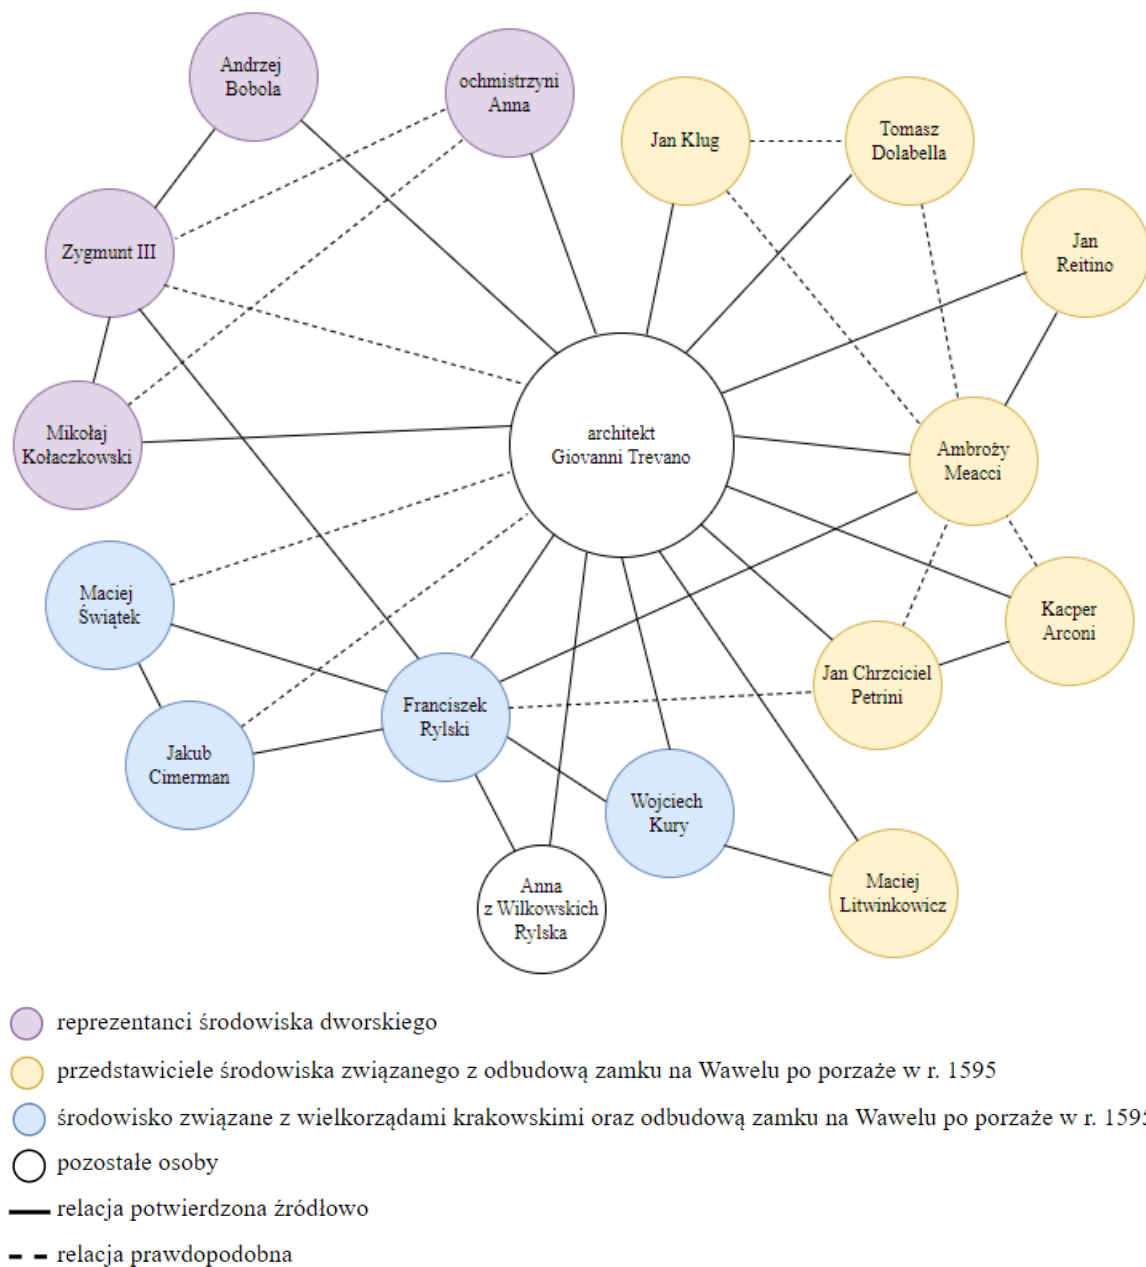 Andrzej
Bobola
ochmistrzyni
Anna
Jan Klug
Tomasz
Dolabella
Zygmunt III
Jan
Reitino
Mikołaj
Kołaczkowski
architekt
Giovanni Trevano
Ambroży
Meacci
Maciej
Świątek
Kacper
Arconi
Franciszek
Rylski
Jan Chrzciciel
Petrini
Jakub
Cimerman
Wojciech
Kury
Anna
z Wilkowskich
Rylska
Maciej
Litwinkowicz
reprezentanci środowiska dworskiego
przedstawiciele środowiska związanego z odbudową zamku na Wawelu po porzaże w r. 1595
środowisko związane z wielkorządami krakowskimi oraz odbudową zamku na Wawelu po porzaże w r. 1595
pozostałe osoby
relacja potwierdzona źródłowo
relacja prawdopodobna